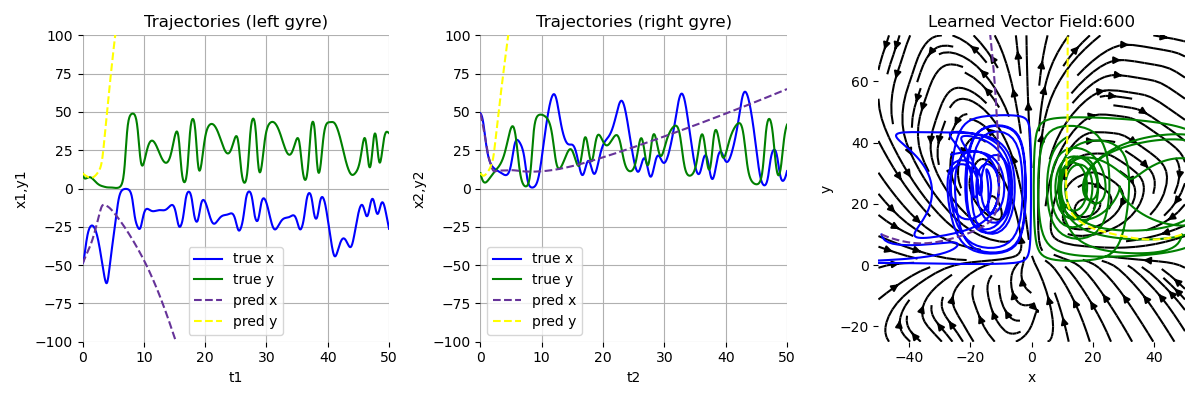 Trajectories (left gyre)
100
75
50
25
0
−25
−50
−75
−100
0
10
20
30
40
50
x1,y1
t1
true x
true y
pred x
pred y
Trajectories (right gyre)
100
75
50
25
0
−25
−50
−75
−100
0
10
20
30
40
50
x2,y2
t2
true x
true y
pred x
pred y
Learned Vector Field:600
60
40
20
0
−20
−40
−20
0
20
40
y
x